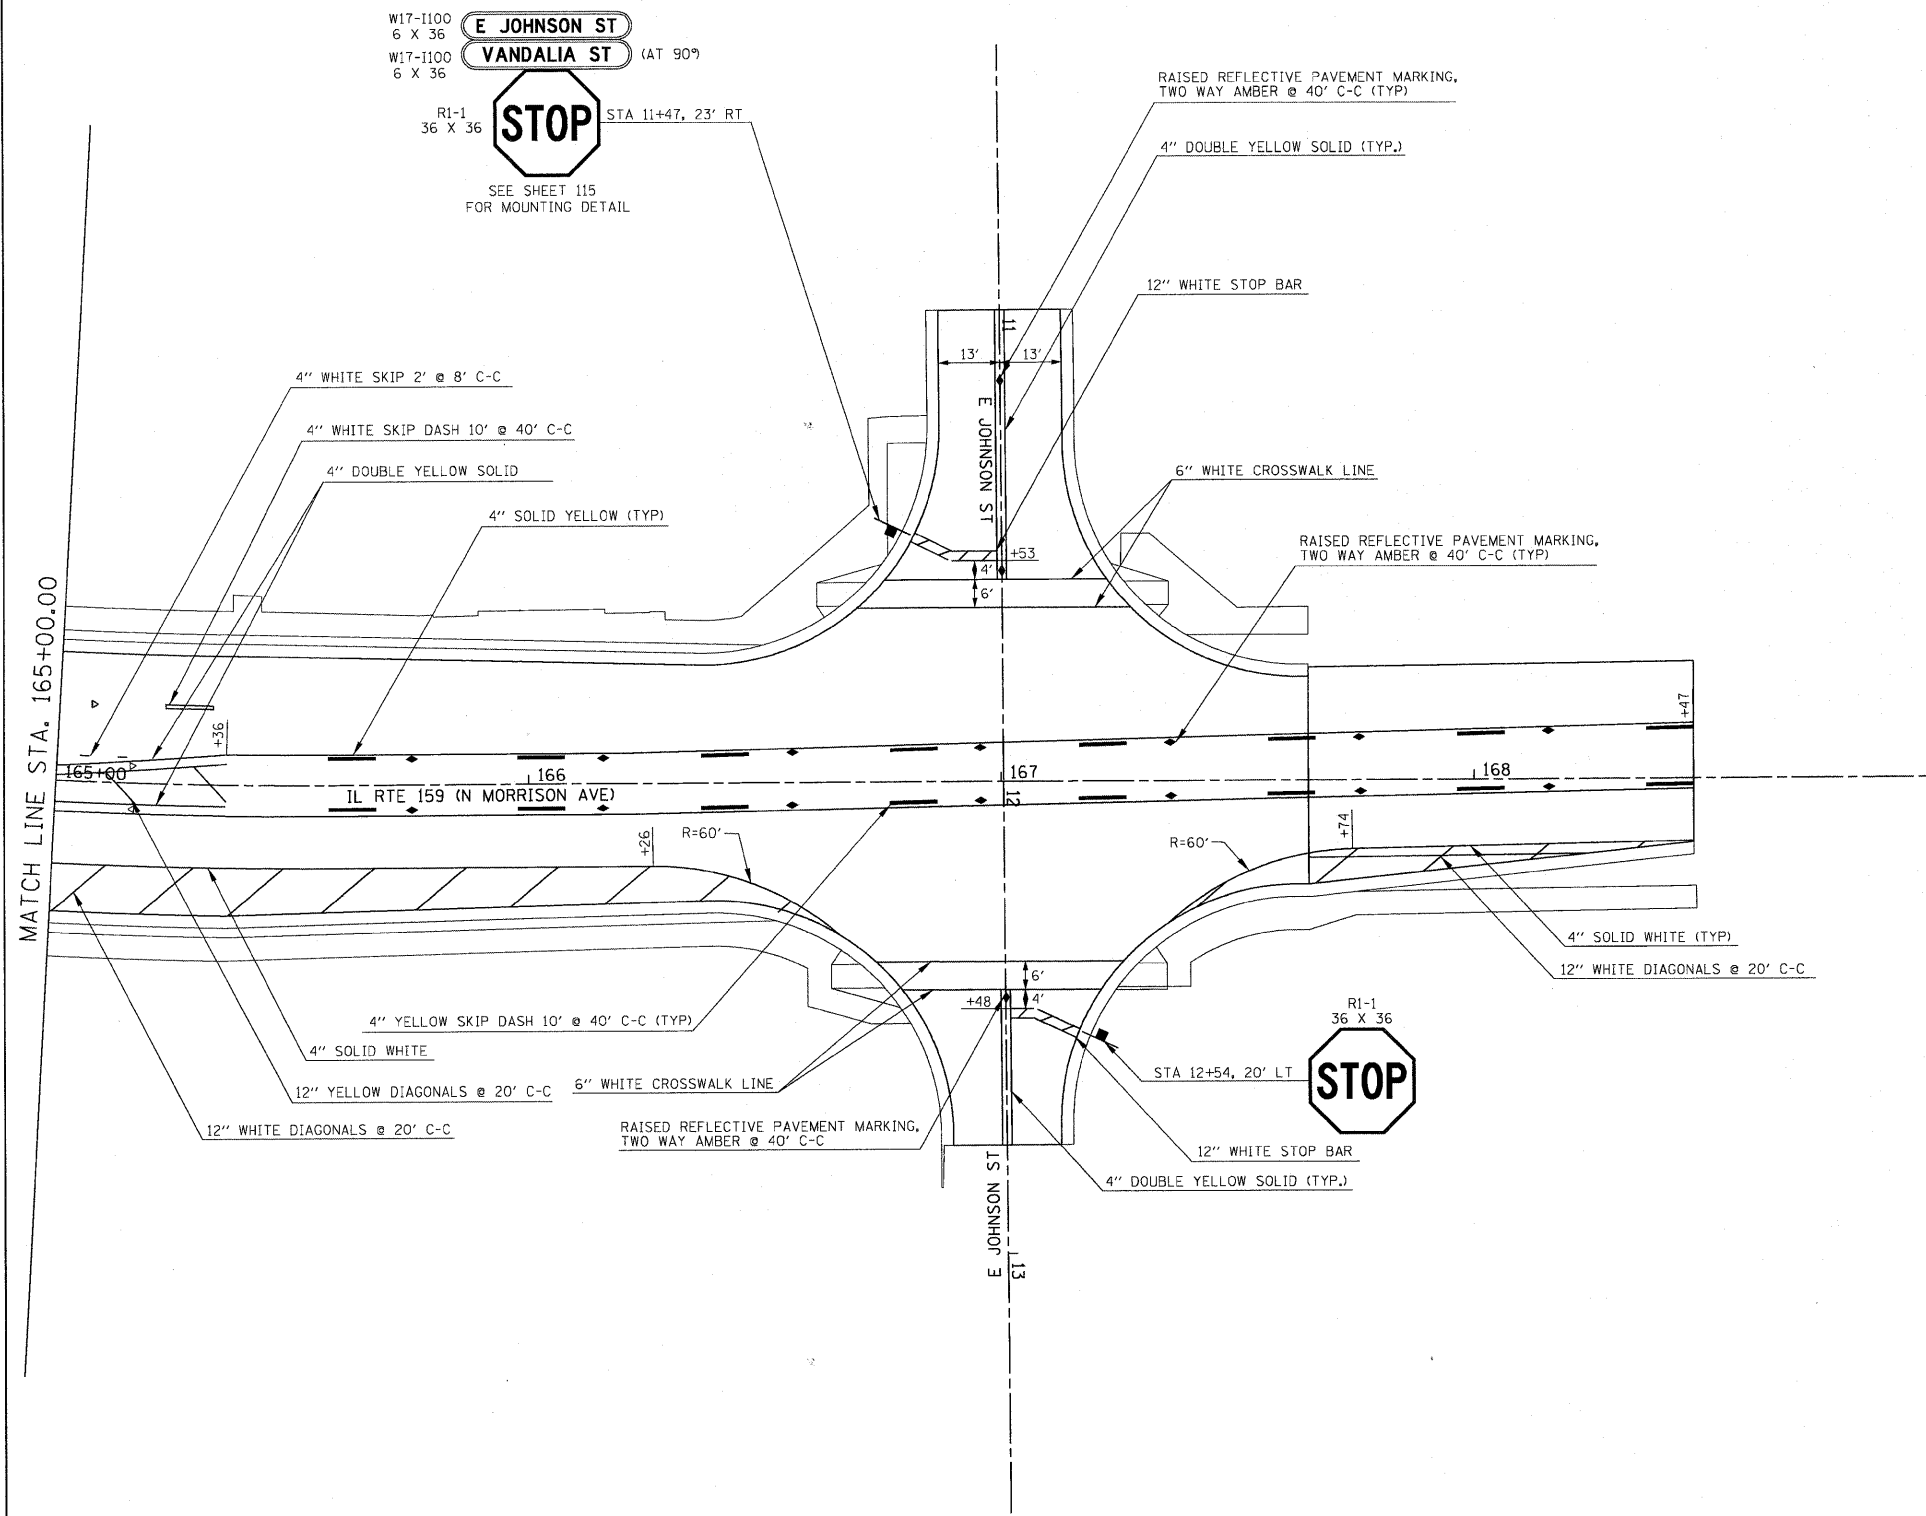 W17-I100
6 X 36
E JOHNSON ST
W17-I100
6 X 36
VANDALIA ST
(AT 90°)
R1-1
36 X 36
STOP
STA 11+47, 23' RT
SEE SHEET 115
FOR MOUNTING DETAIL
RAISED REFLECTIVE PAVEMENT MARKING,
TWO WAY AMBER @ 40' C-C (TYP)
4" DOUBLE YELLOW SOLID (TYP.)
12" WHITE STOP BAR
11
13'
13'
E JOHNSON ST
4" WHITE SKIP 2' @ 8' C-C
4" WHITE SKIP DASH 10' @ 40' C-C
4" DOUBLE YELLOW SOLID
4" SOLID YELLOW (TYP)
6" WHITE CROSSWALK LINE
RAISED REFLECTIVE PAVEMENT MARKING,
TWO WAY AMBER @ 40' C-C (TYP)
+53
4'
6'
MATCH LINE STA. 165+00.00
+36
+47
165+00
166
167
168
12
IL RTE 159 (N MORRISON AVE)
+26
R=60'
R=60'
+74
4" SOLID WHITE (TYP)
12" WHITE DIAGONALS @ 20' C-C
6'
+48
4'
4" YELLOW SKIP DASH 10' @ 40' C-C (TYP)
4" SOLID WHITE
12" YELLOW DIAGONALS @ 20' C-C
6" WHITE CROSSWALK LINE
12" WHITE DIAGONALS @ 20' C-C
RAISED REFLECTIVE PAVEMENT MARKING,
TWO WAY AMBER @ 40' C-C
R1-1
36 X 36
STOP
STA 12+54, 20' LT
12" WHITE STOP BAR
4" DOUBLE YELLOW SOLID (TYP.)
E JOHNSON ST
13